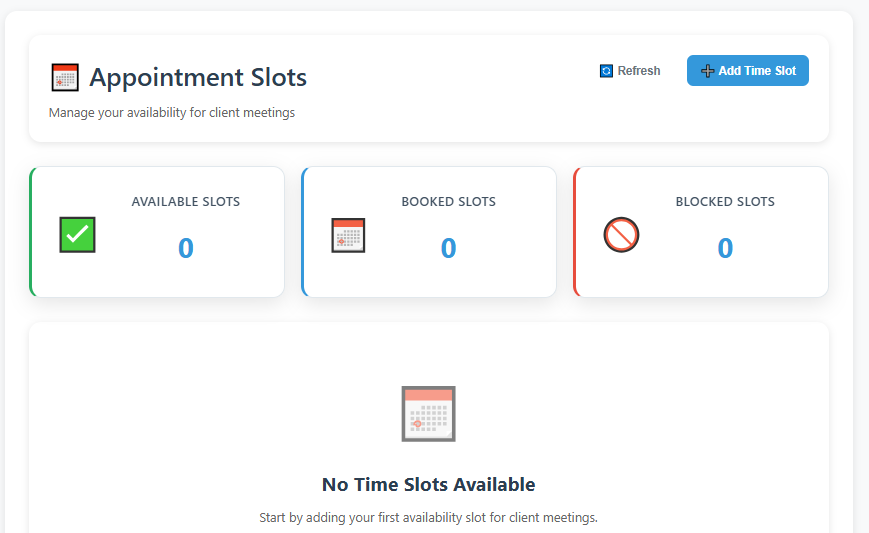 Appointment Slots
Refresh
Add Time Slot
Manage your availability for client meetings
AVAILABLE SLOTS
0
BOOKED SLOTS
0
BLOCKED SLOTS
0
No Time Slots Available
Start by adding your first availability slot for client meetings.